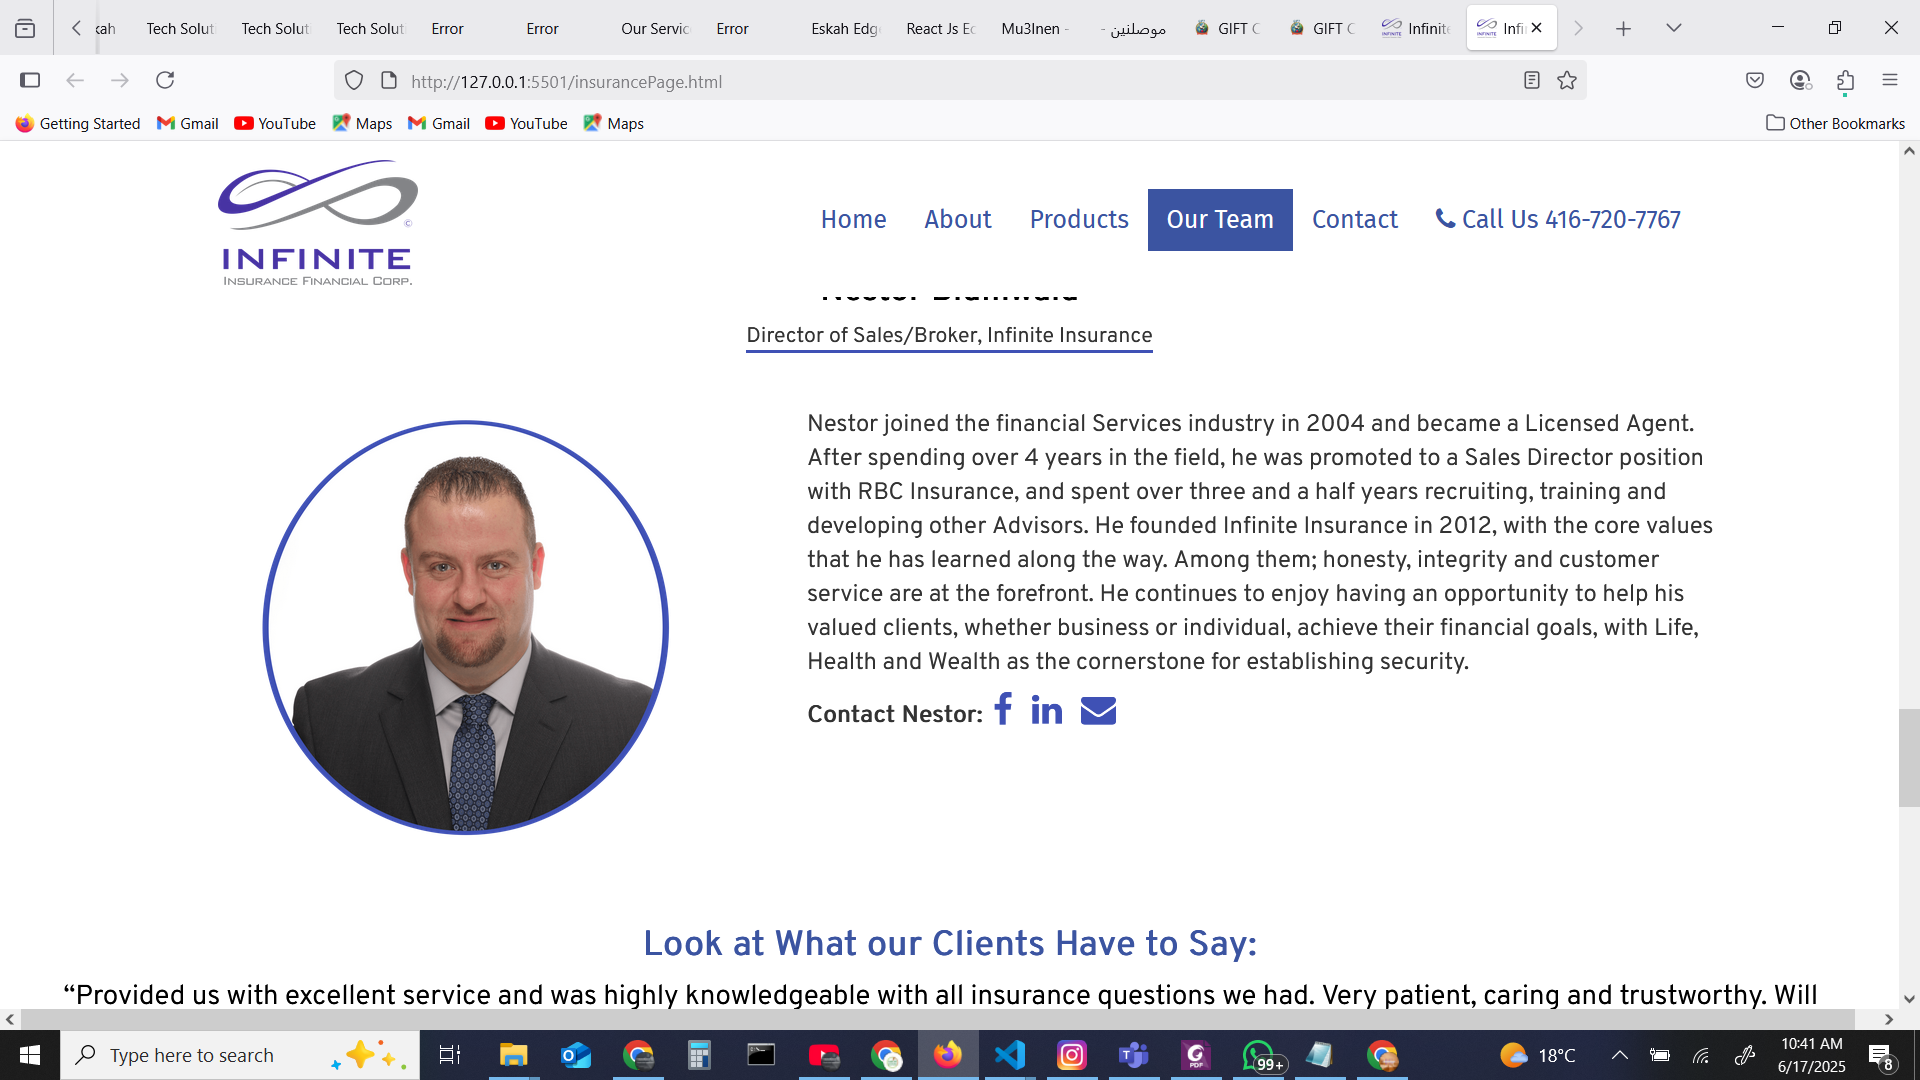 kah
Tech Solut
Tech Solut
Tech Solut
Error
Error
Our Servic
Error
Eskah Edg
React Js Ec
Mu3lnen -
موصلنين -
GIFT C
GIFT C
Infinite
Infi
http://127.0.0.1:5501/insurancePage.html
Getting Started
Gmail
YouTube
Maps
Gmail
YouTube
Maps
Other Bookmarks
©
INFINITE
INSURANCE FINANCIAL CORP.
Home
About
Products
Our Team
Contact
Call Us 416-720-7767
Director of Sales/Broker, Infinite Insurance
Nestor joined the financial Services industry in 2004 and became a Licensed Agent.
After spending over 4 years in the field, he was promoted to a Sales Director position
with RBC Insurance, and spent over three and a half years recruiting, training and
developing other Advisors. He founded Infinite Insurance in 2012, with the core values
that he has learned along the way. Among them; honesty, integrity and customer
service are at the forefront. He continues to enjoy having an opportunity to help his
valued clients, whether business or individual, achieve their financial goals, with Life,
Health and Wealth as the cornerstone for establishing security.
Contact Nestor:
Look at What our Clients Have to Say:
“Provided us with excellent service and was highly knowledgeable with all insurance questions we had. Very patient, caring and trustworthy. Will
Type here to search
PDF
99+
18°C
10:41 AM
6/17/2025
8